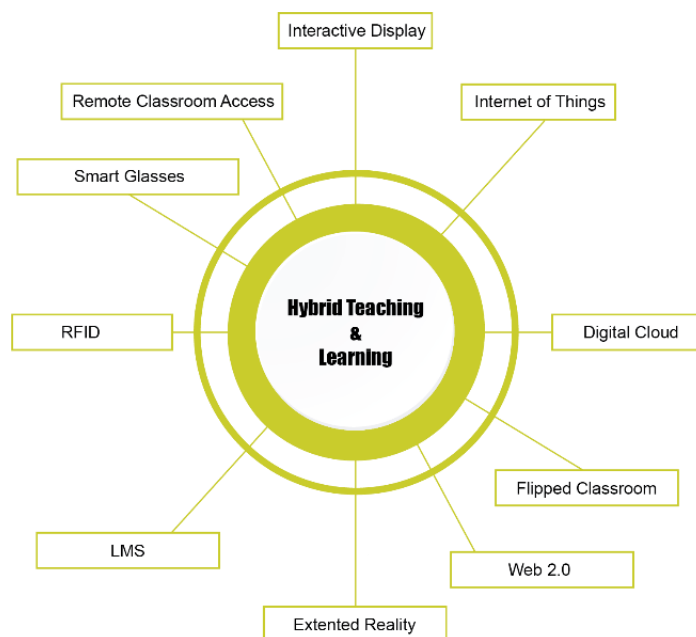 Interactive Display
Remote Classroom Access
Internet of Things
Smart Glasses
Hybrid Teaching
&
Learning
RFID
Digital Cloud
Flipped Classroom
LMS
Web 2.0
Extented Reality